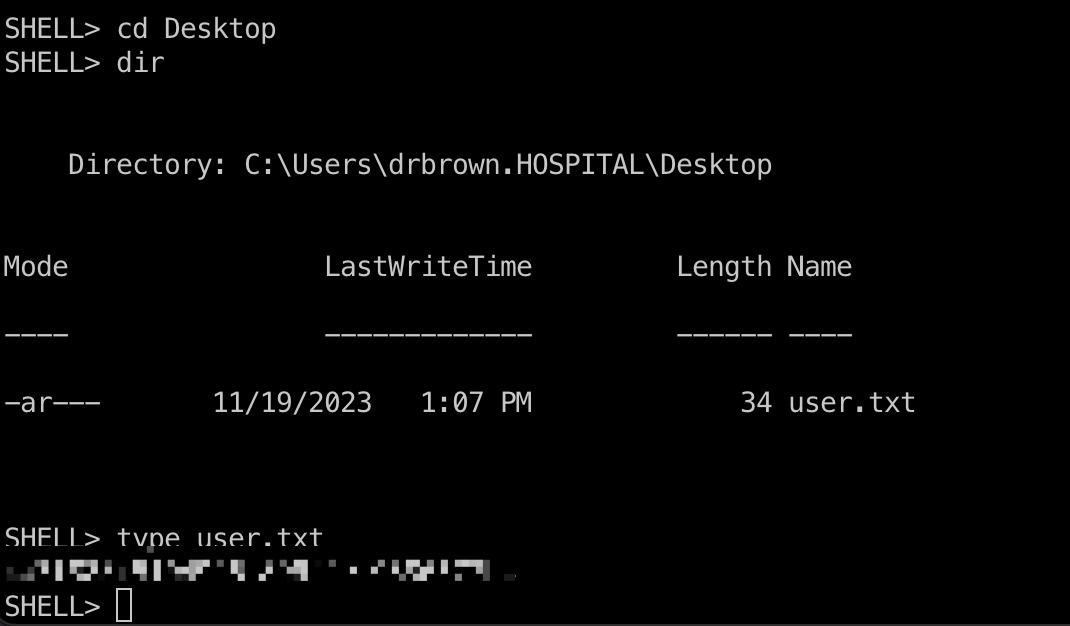 SHELL> cd Desktop
SHELL> dir
Directory: C:\Users\drbrown.HOSPITAL\Desktop
Mode LastWriteTime Length Name
---- ------------- ------ ----
-ar--- 11/19/2023 1:07 PM 34 user.txt
SHELL> type user.txt
SHELL>